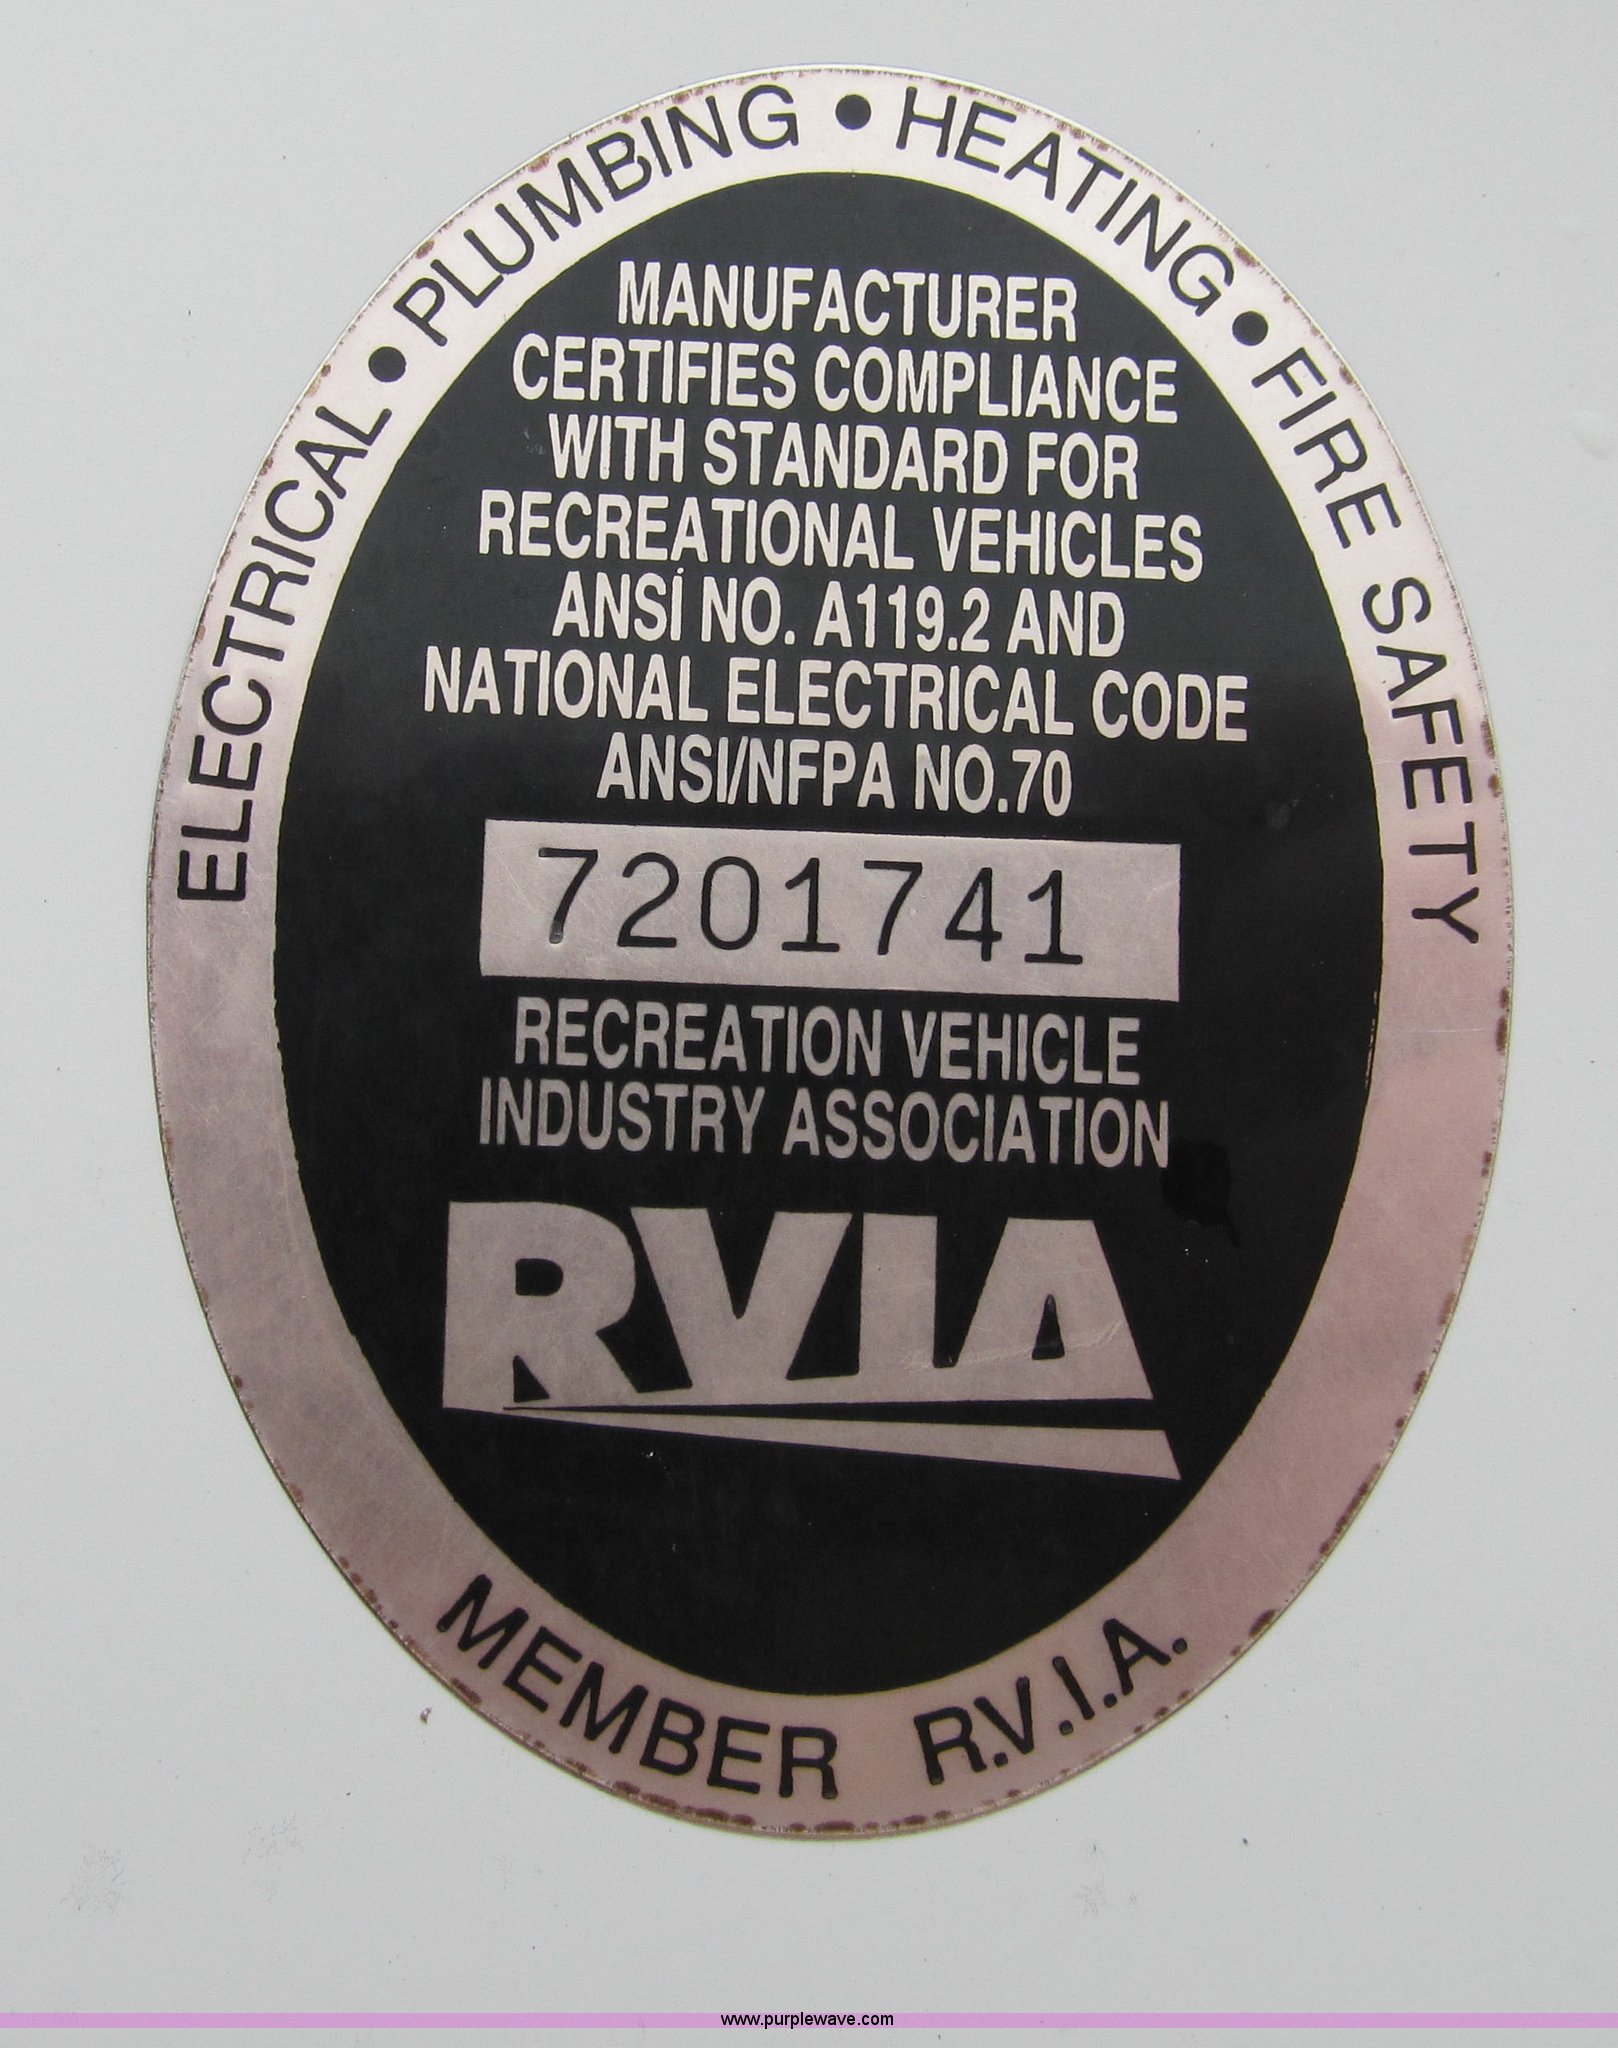 ELECTRICAL • PLUMBING • HEATING • FIRE SAFETY
MANUFACTURER
CERTIFIES COMPLIANCE
WITH STANDARD FOR
RECREATIONAL VEHICLES
ANSI NO. A119.2 AND
NATIONAL ELECTRICAL CODE
ANSI/NFPA NO.70
7201741
RECREATION VEHICLE
INDUSTRY ASSOCIATION
RVIA
MEMBER R.V.I.A.
www.purplewave.com